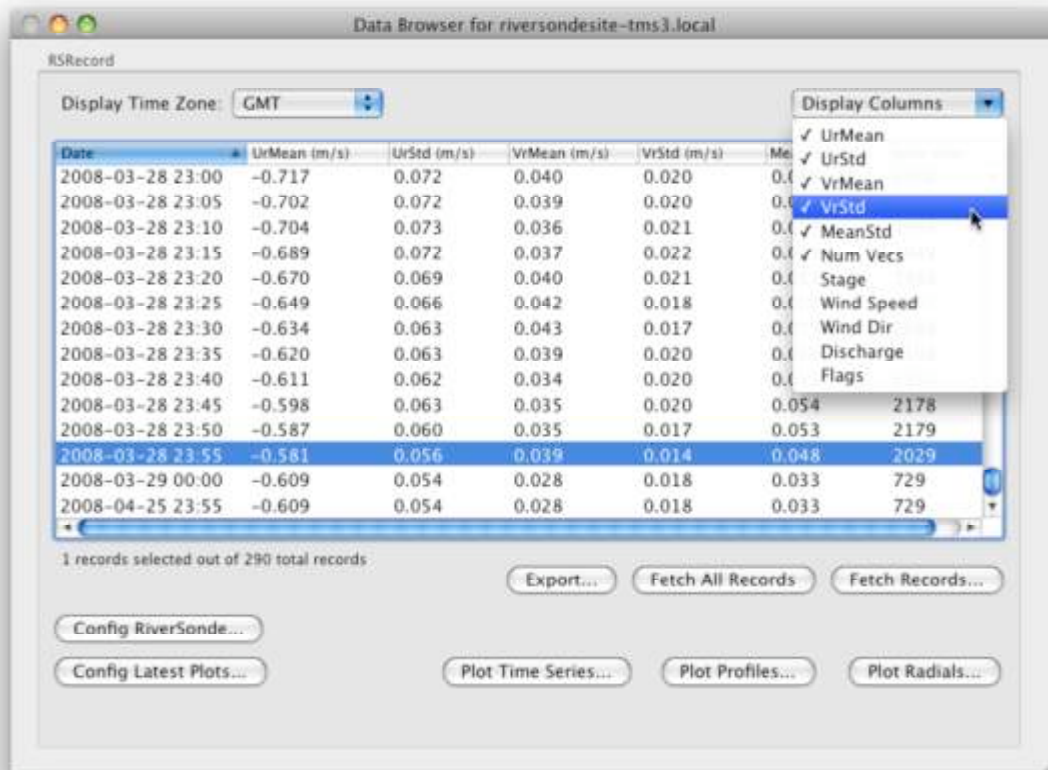 Data Browser for riversondesite-tms3.local
RSRecord
Display Time Zone: GMT Display Columns
Date UrMean (m/s) UrStd (m/s) VrMean (m/s) VrStd (m/s)
✓ UrMean
✓ UrStd
✓ VrMean
✓ VrStd
✓ MeanStd
✓ Num Vecs
Stage
Wind Speed
Wind Dir
Discharge
Flags
2008-03-28 23:00 -0.717 0.072 0.040 0.020
2008-03-28 23:05 -0.702 0.072 0.039 0.020
2008-03-28 23:10 -0.704 0.073 0.036 0.021
2008-03-28 23:15 -0.689 0.072 0.037 0.022
2008-03-28 23:20 -0.670 0.069 0.040 0.021
2008-03-28 23:25 -0.649 0.066 0.042 0.018
2008-03-28 23:30 -0.634 0.063 0.043 0.017
2008-03-28 23:35 -0.620 0.063 0.039 0.020
2008-03-28 23:40 -0.611 0.062 0.034 0.020
2008-03-28 23:45 -0.598 0.063 0.035 0.020 0.054 2178
2008-03-28 23:50 -0.587 0.060 0.035 0.017 0.053 2179
2008-03-28 23:55 -0.581 0.056 0.039 0.014 0.048 2029
2008-03-29 00:00 -0.609 0.054 0.028 0.018 0.033 729
2008-04-25 23:55 -0.609 0.054 0.028 0.018 0.033 729
1 records selected out of 290 total records
Export... Fetch All Records Fetch Records...
Config RiverSonde...
Config Latest Plots... Plot Time Series... Plot Profiles... Plot Radials...